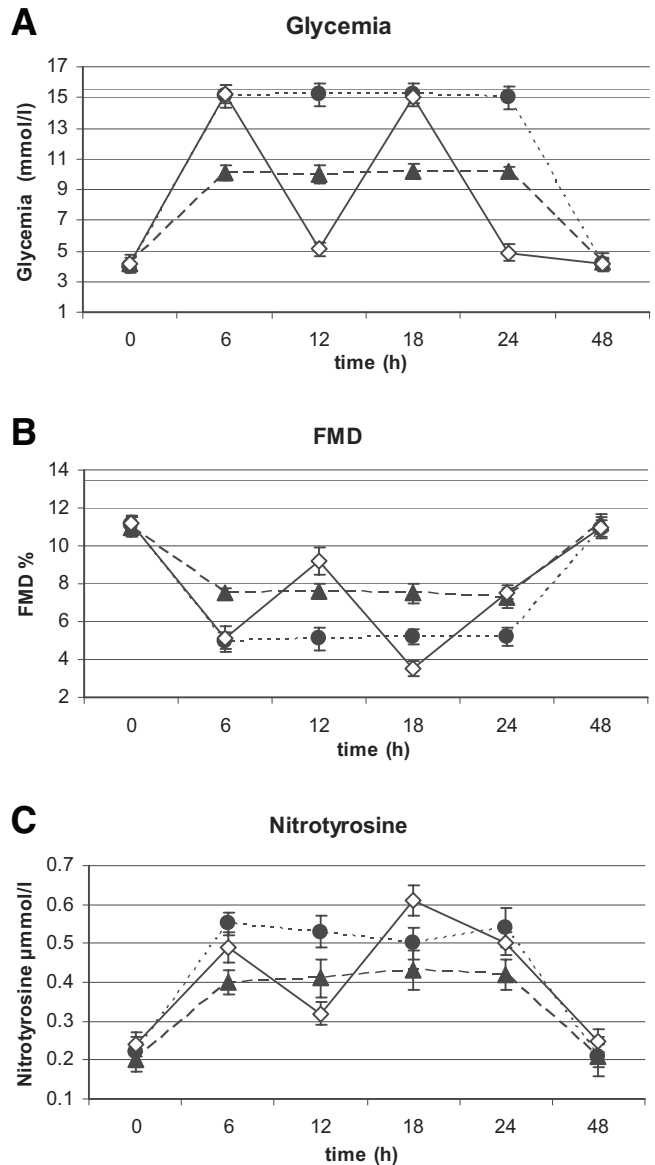 A
Glycemia
17
15
13
11
9
7
5
3
1
Glycemia (mmol/l)
0 6 12 18 24 48
time (h)
B
FMD
14
12
10
8
6
4
2
FMD %
0 6 12 18 24 48
time (h)
C
Nitrotyrosine
0.7
0.6
0.5
0.4
0.3
0.2
0.1
Nitrotyrosine µmmol/l
0 6 12 18 24 48
time (h)